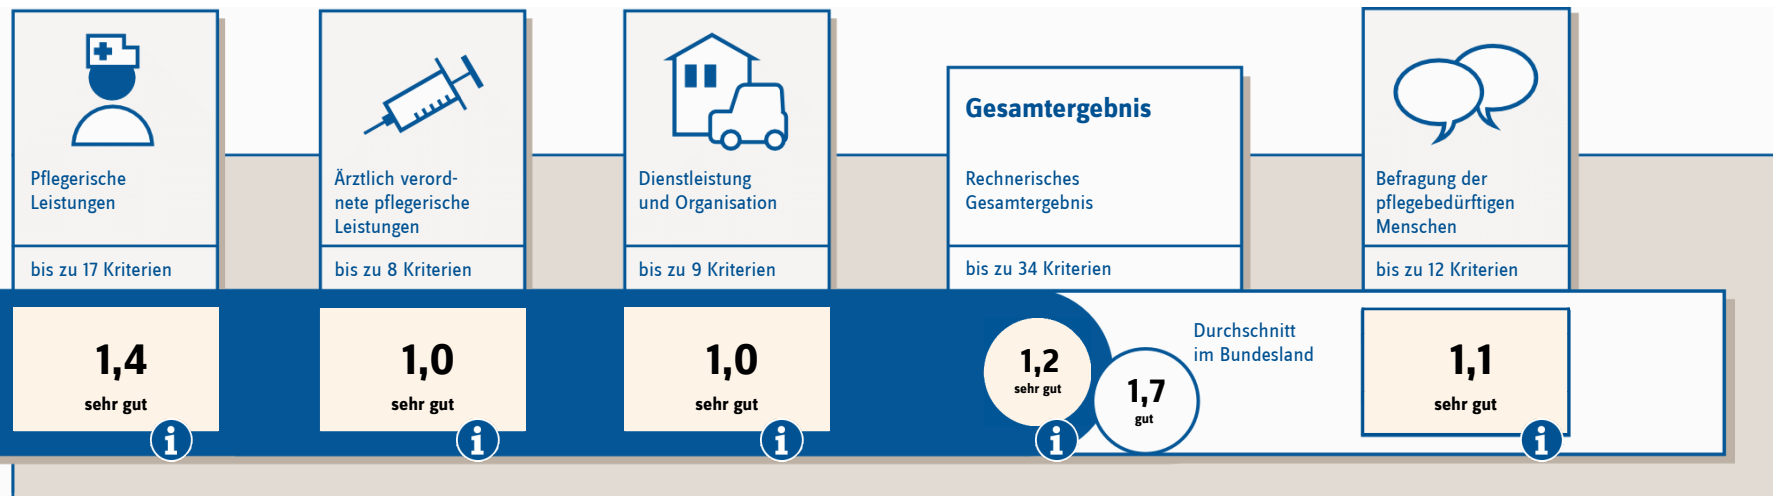 Pflegerische
Leistungen
bis zu 17 Kriterien
1,4
sehr gut
i
Ärztlich verord-
nete pflegerische
Leistungen
bis zu 8 Kriterien
1,0
sehr gut
i
Dienstleistung
und Organisation
bis zu 9 Kriterien
1,0
sehr gut
i
Gesamtergebnis
Rechnerisches
Gesamtergebnis
bis zu 34 Kriterien
1,2
sehr gut
i
1,7
gut
Durchschnitt
im Bundesland
Befragung der
pflegebedürftigen
Menschen
bis zu 12 Kriterien
1,1
sehr gut
i